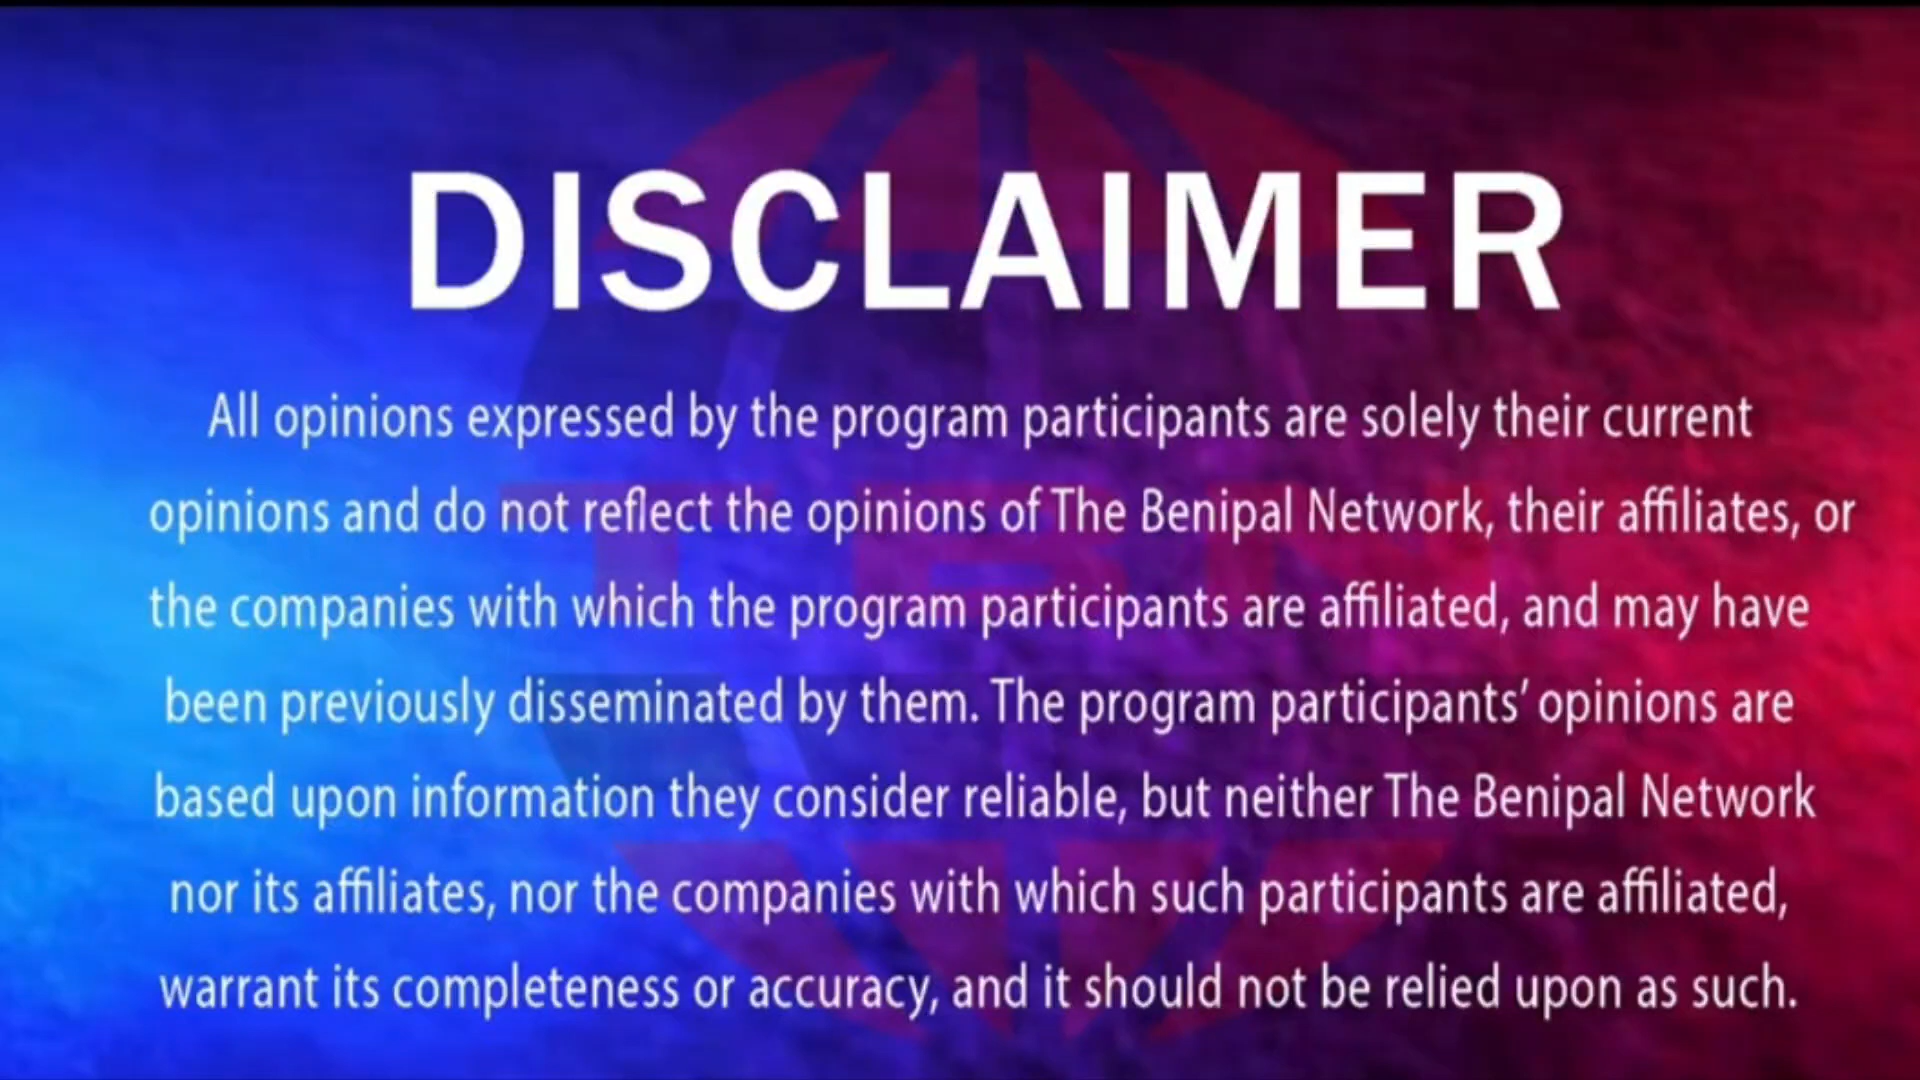 DISCLAIMER
All opinions expressed by the program participants are solely their current
opinions and do not reflect the opinions of The Benipal Network, their affiliates, or
the companies with which the program participants are affiliated, and may have
been previously disseminated by them. The program participants’ opinions are
based upon information they consider reliable, but neither The Benipal Network
nor its affiliates, nor the companies with which such participants are affiliated,
warrant its completeness or accuracy, and it should not be relied upon as such.